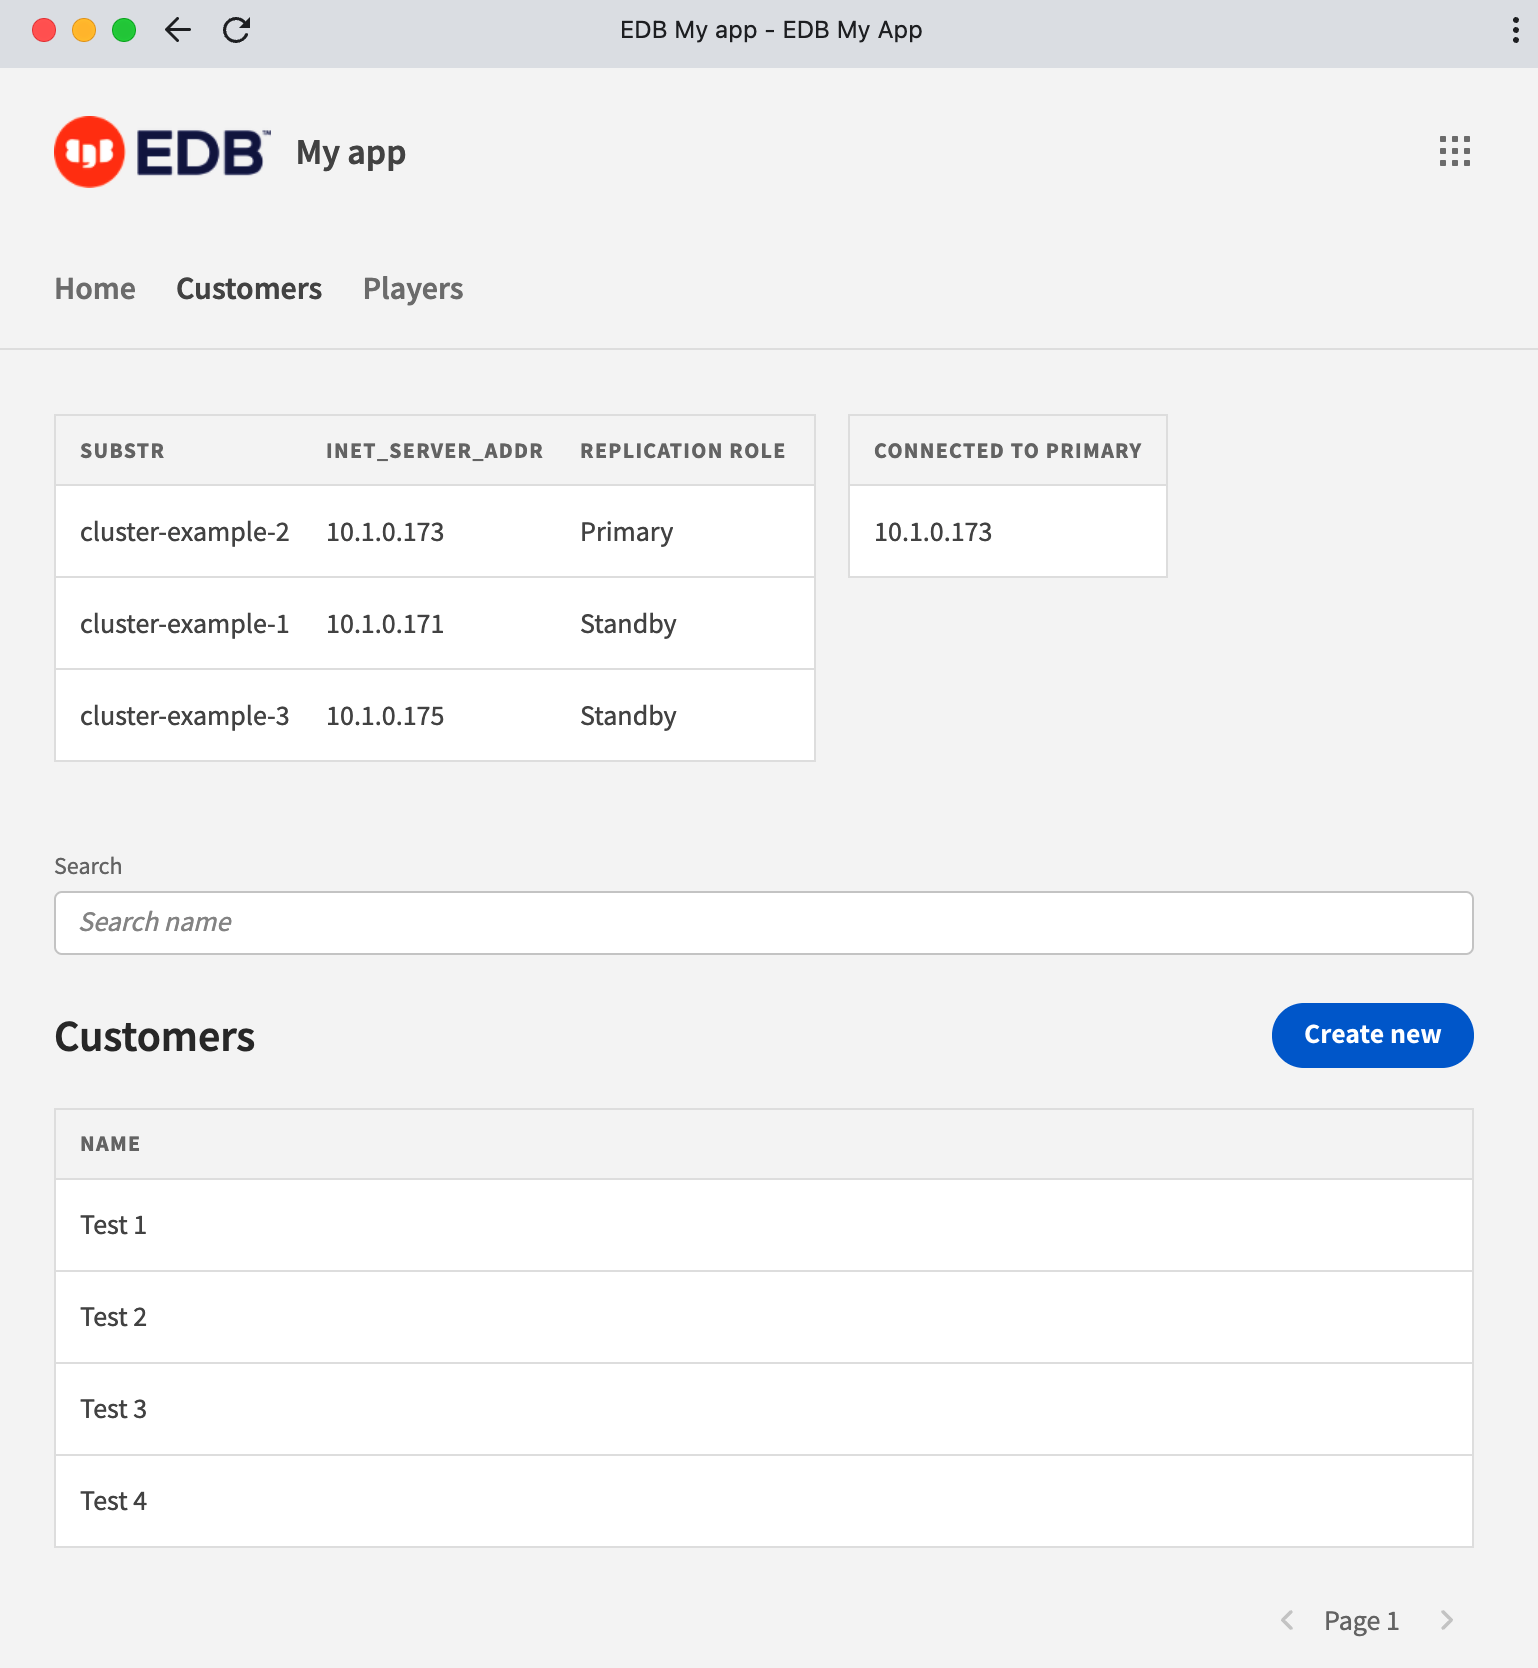 EDB My app - EDB My App
EDB™ My app
Home Customers Players
SUBSTR INET_SERVER_ADDR REPLICATION ROLE CONNECTED TO PRIMARY
cluster-example-2 10.1.0.173 Primary 10.1.0.173
cluster-example-1 10.1.0.171 Standby
cluster-example-3 10.1.0.175 Standby
Search
Search name
Customers Create new
NAME
Test 1
Test 2
Test 3
Test 4
Page 1